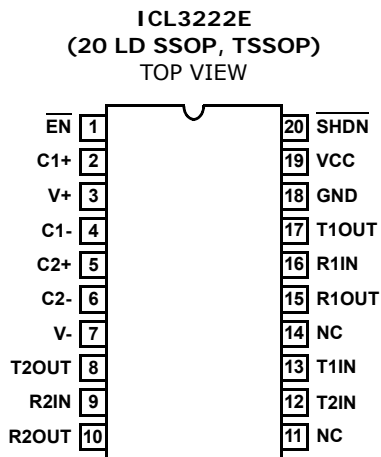 ICL3222E
(20 LD SSOP, TSSOP)
TOP VIEW
EN 1 20 SHDN
C1+ 2 19 VCC
V+ 3 18 GND
C1- 4 17 T1OUT
C2+ 5 16 R1IN
C2- 6 15 R1OUT
V- 7 14 NC
T2OUT 8 13 T1IN
R2IN 9 12 T2IN
R2OUT 10 11 NC